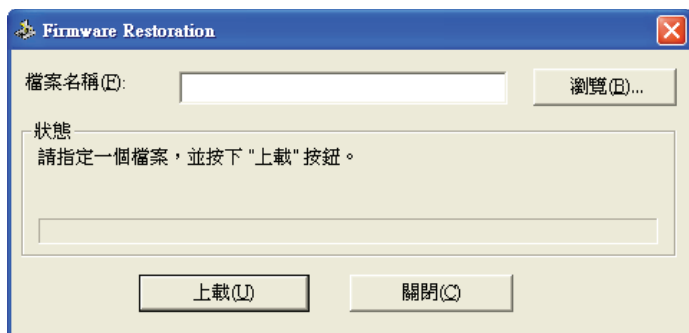 Firmware Restoration
檔案名稱(F):
瀏覽(B)...
狀態
請指定一個檔案，並按下 "上載" 按鈕。
上載(U)
關閉(C)